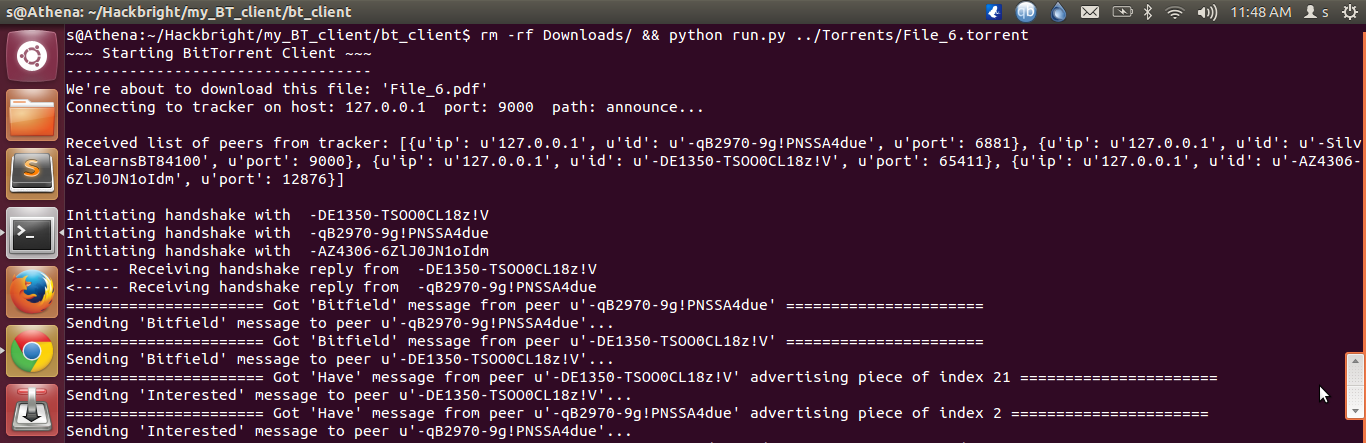 s@Athena: ~/Hackbright/my_BT_client/bt_client
qb
11:48 AM
s
S
s@Athena:~/Hackbright/my_BT_client/bt_client$ rm -rf Downloads/ && python run.py ../Torrents/File_6.torrent
~~~ Starting BitTorrent Client ~~~
----------------------------------
We're about to download this file: 'File_6.pdf'
Connecting to tracker on host: 127.0.0.1  port: 9000  path: announce...
Received list of peers from tracker: [{u'ip': u'127.0.0.1', u'id': u'-qB2970-9g!PNSSA4due', u'port': 6881}, {u'ip': u'127.0.0.1', u'id': u'-Silv
iaLearnsBT84100', u'port': 9000}, {u'ip': u'127.0.0.1', u'id': u'-DE1350-TSOO0CL18z!V', u'port': 65411}, {u'ip': u'127.0.0.1', u'id': u'-AZ4306-
6ZlJ0JN1oIdm', u'port': 12876}]
Initiating handshake with  -DE1350-TSOO0CL18z!V
Initiating handshake with  -qB2970-9g!PNSSA4due
Initiating handshake with  -AZ4306-6ZlJ0JN1oIdm
<----- Receiving handshake reply from  -DE1350-TSOO0CL18z!V
<----- Receiving handshake reply from  -qB2970-9g!PNSSA4due
====================== Got 'Bitfield' message from peer u'-qB2970-9g!PNSSA4due' ======================
Sending 'Bitfield' message to peer u'-qB2970-9g!PNSSA4due'...
====================== Got 'Bitfield' message from peer u'-DE1350-TSOO0CL18z!V' ======================
Sending 'Bitfield' message to peer u'-DE1350-TSOO0CL18z!V'...
====================== Got 'Have' message from peer u'-DE1350-TSOO0CL18z!V' advertising piece of index 21 ======================
Sending 'Interested' message to peer u'-DE1350-TSOO0CL18z!V'...
====================== Got 'Have' message from peer u'-qB2970-9g!PNSSA4due' advertising piece of index 2 ======================
Sending 'Interested' message to peer u'-qB2970-9g!PNSSA4due'...